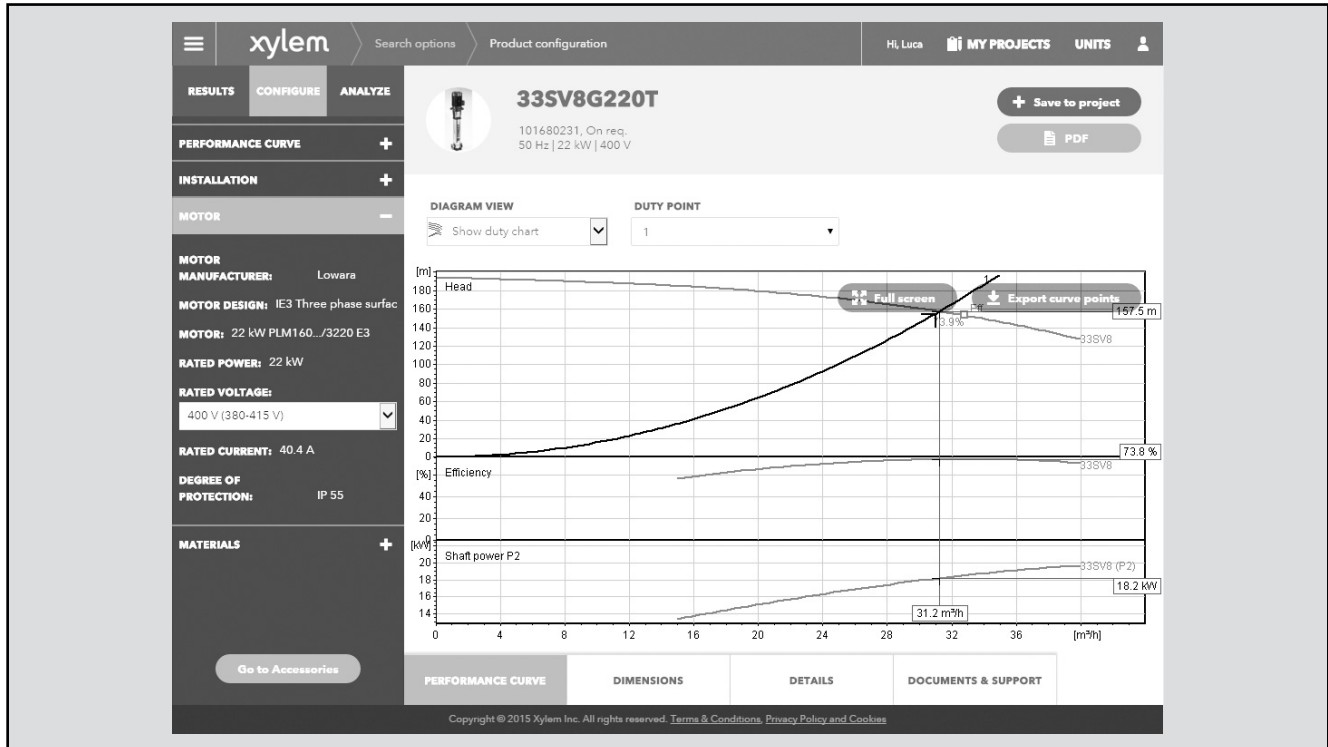 xylem
Search options
Product configuration
Hi, Luca
MY PROJECTS
UNITS
RESULTS
CONFIGURE
ANALYZE
PERFORMANCE CURVE
INSTALLATION
MOTOR
MOTOR MANUFACTURER: Lowara
MOTOR DESIGN: IE3 Three phase surfac
MOTOR: 22 kW PLM160.../3220 E3
RATED POWER: 22 kW
RATED VOLTAGE:
400 V (380-415 V)
RATED CURRENT: 40.4 A
DEGREE OF PROTECTION: IP 55
MATERIALS
Go to Accessories
33SV8G220T
101680231, On req.
50 Hz | 22 kW | 400 V
+ Save to project
PDF
DIAGRAM VIEW
Show duty chart
DUTY POINT
1
[m]
Head
180
160
140
120
100
80
60
40
20
0
1
Full screen
Export curve points
Eff
3.9%
157.5 m
33SV8
73.8 %
[%]
Efficiency
40
20
0
33SV8
[kW]
Shaft power P2
20
18
16
14
33SV8 (P2)
18.2 kW
31.2 m³/h
0 4 8 12 16 20 24 28 32 36 [m³/h]
PERFORMANCE CURVE
DIMENSIONS
DETAILS
DOCUMENTS & SUPPORT
Copyright © 2015 Xylem Inc. All rights reserved. Terms & Conditions, Privacy Policy and Cookies